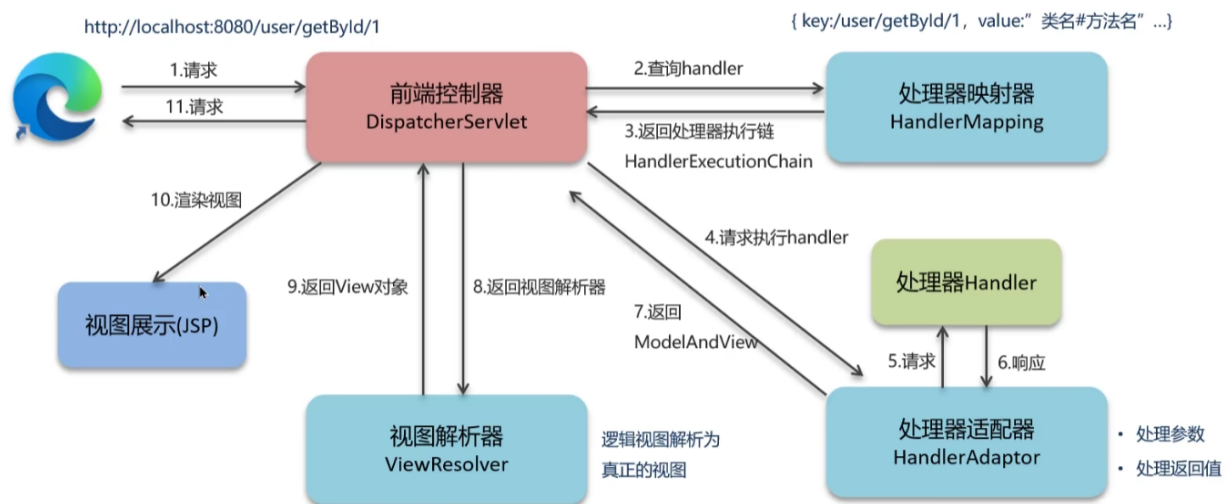 http://localhost:8080/user/getById/1
{ key:/user/getById/1，value:”类名#方法名”...}
1.请求
11.请求
前端控制器
DispatcherServlet
2.查询handler
3.返回处理器执行链
HandlerExecutionChain
处理器映射器
HandlerMapping
10.渲染视图
4.请求执行handler
处理器Handler
9.返回View对象
8.返回视图解析器
7.返回
ModelAndView
视图展示(JSP)
5.请求
6.响应
视图解析器
ViewResolver
逻辑视图解析为
真正的视图
处理器适配器
HandlerAdaptor
• 处理参数
• 处理返回值